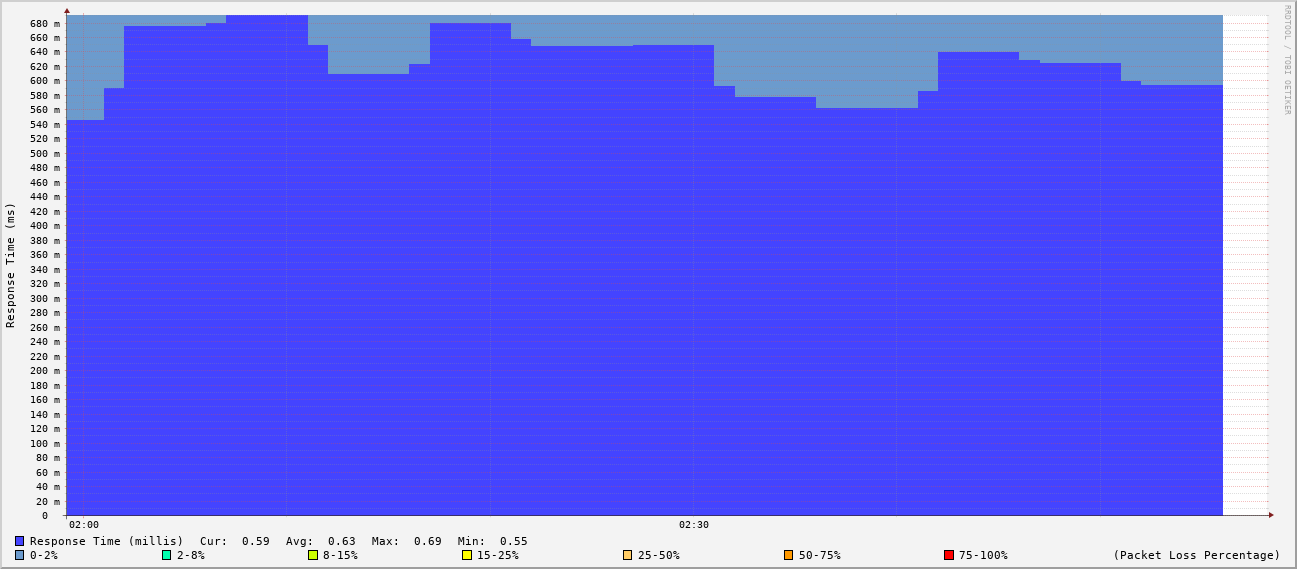 RRDTOOL / TOBI OETIKER
Response Time (ms)
680 m
660 m
640 m
620 m
600 m
580 m
560 m
540 m
520 m
500 m
480 m
460 m
440 m
420 m
400 m
380 m
360 m
340 m
320 m
300 m
280 m
260 m
240 m
220 m
200 m
180 m
160 m
140 m
120 m
100 m
80 m
60 m
40 m
20 m
0
02:00 02:30
Response Time (millis) Cur: 0.59 Avg: 0.63 Max: 0.69 Min: 0.55
0-2% 2-8% 8-15% 15-25% 25-50% 50-75% 75-100% (Packet Loss Percentage)